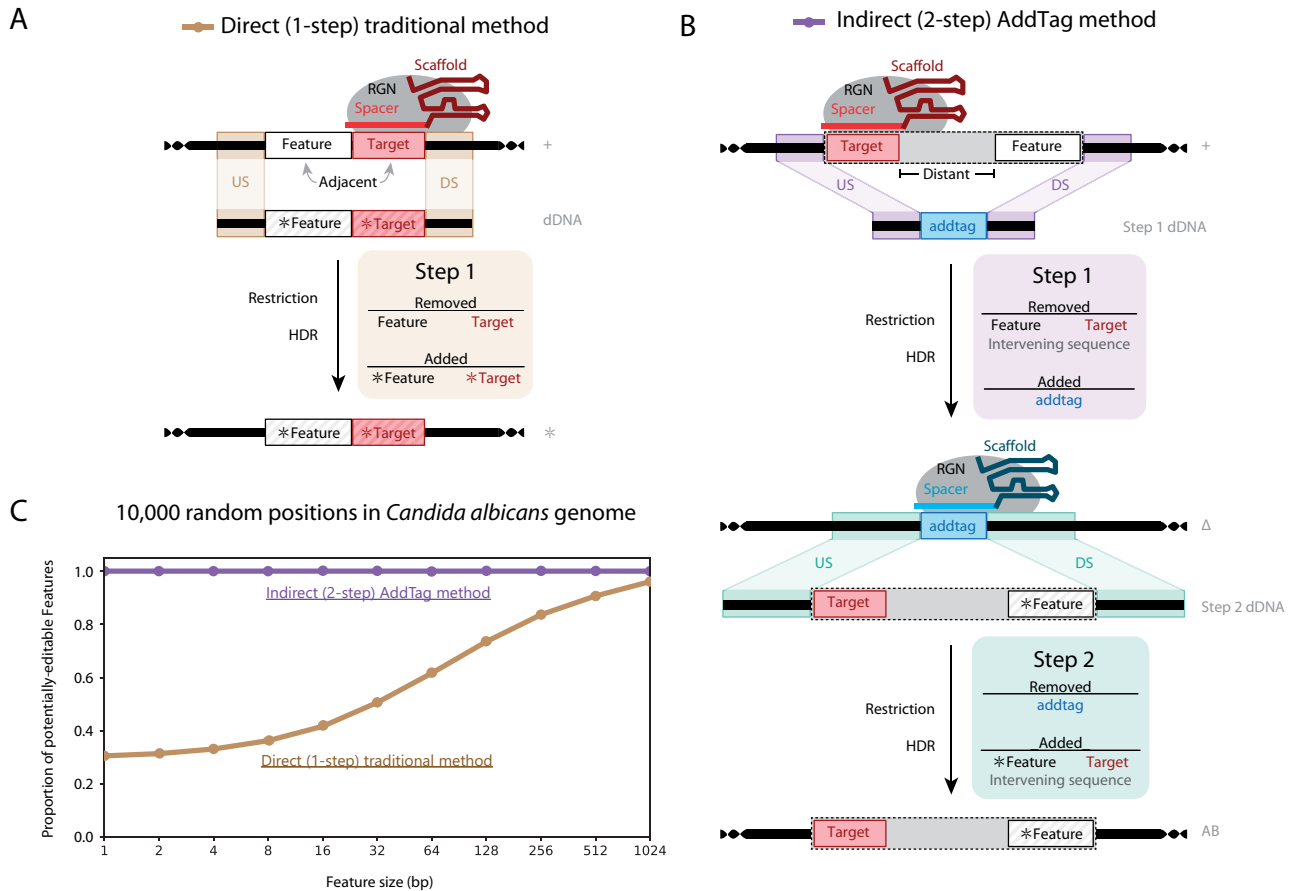 A
Direct (1-step) traditional method
Scaffold
RGN
Spacer
Feature
Target
+
Adjacent
US
DS
*Feature
*Target
dDNA
Restriction
HDR
Step 1
Removed
Feature Target
Added
*Feature *Target
*Feature
*Target
*
B
Indirect (2-step) AddTag method
Scaffold
RGN
Spacer
Target
Feature
+
Distant
US
DS
addtag
Step 1 dDNA
Restriction
HDR
Step 1
Removed
Feature Target
Intervening sequence
Added
addtag
Scaffold
RGN
Spacer
addtag
Δ
US
DS
Target
*Feature
Step 2 dDNA
Restriction
HDR
Step 2
Removed
addtag
_Added_
*Feature Target
Intervening sequence
Target
*Feature
AB
C
10,000 random positions in Candida albicans genome
Proportion of potentially-editable Features
1.0
0.8
0.6
0.4
0.2
0.0
Indirect (2-step) AddTag method
Direct (1-step) traditional method
1 2 4 8 16 32 64 128 256 512 1024
Feature size (bp)